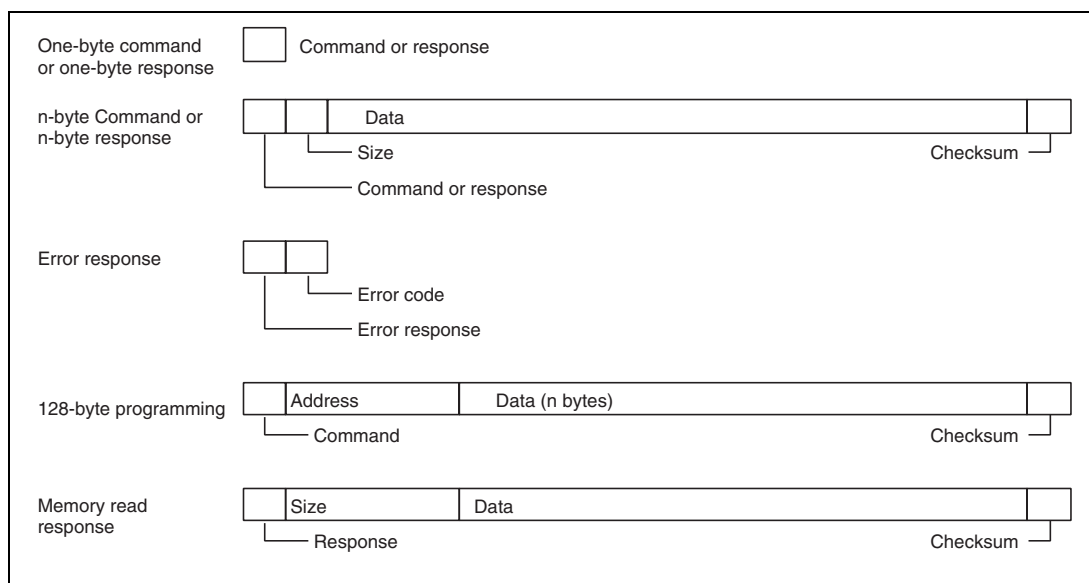 One-byte command
or one-byte response
Command or response
n-byte Command or
n-byte response
Data
Size
Checksum
Command or response
Error response
Error code
Error response
128-byte programming
Address
Data (n bytes)
Command
Checksum
Memory read
response
Size
Data
Response
Checksum